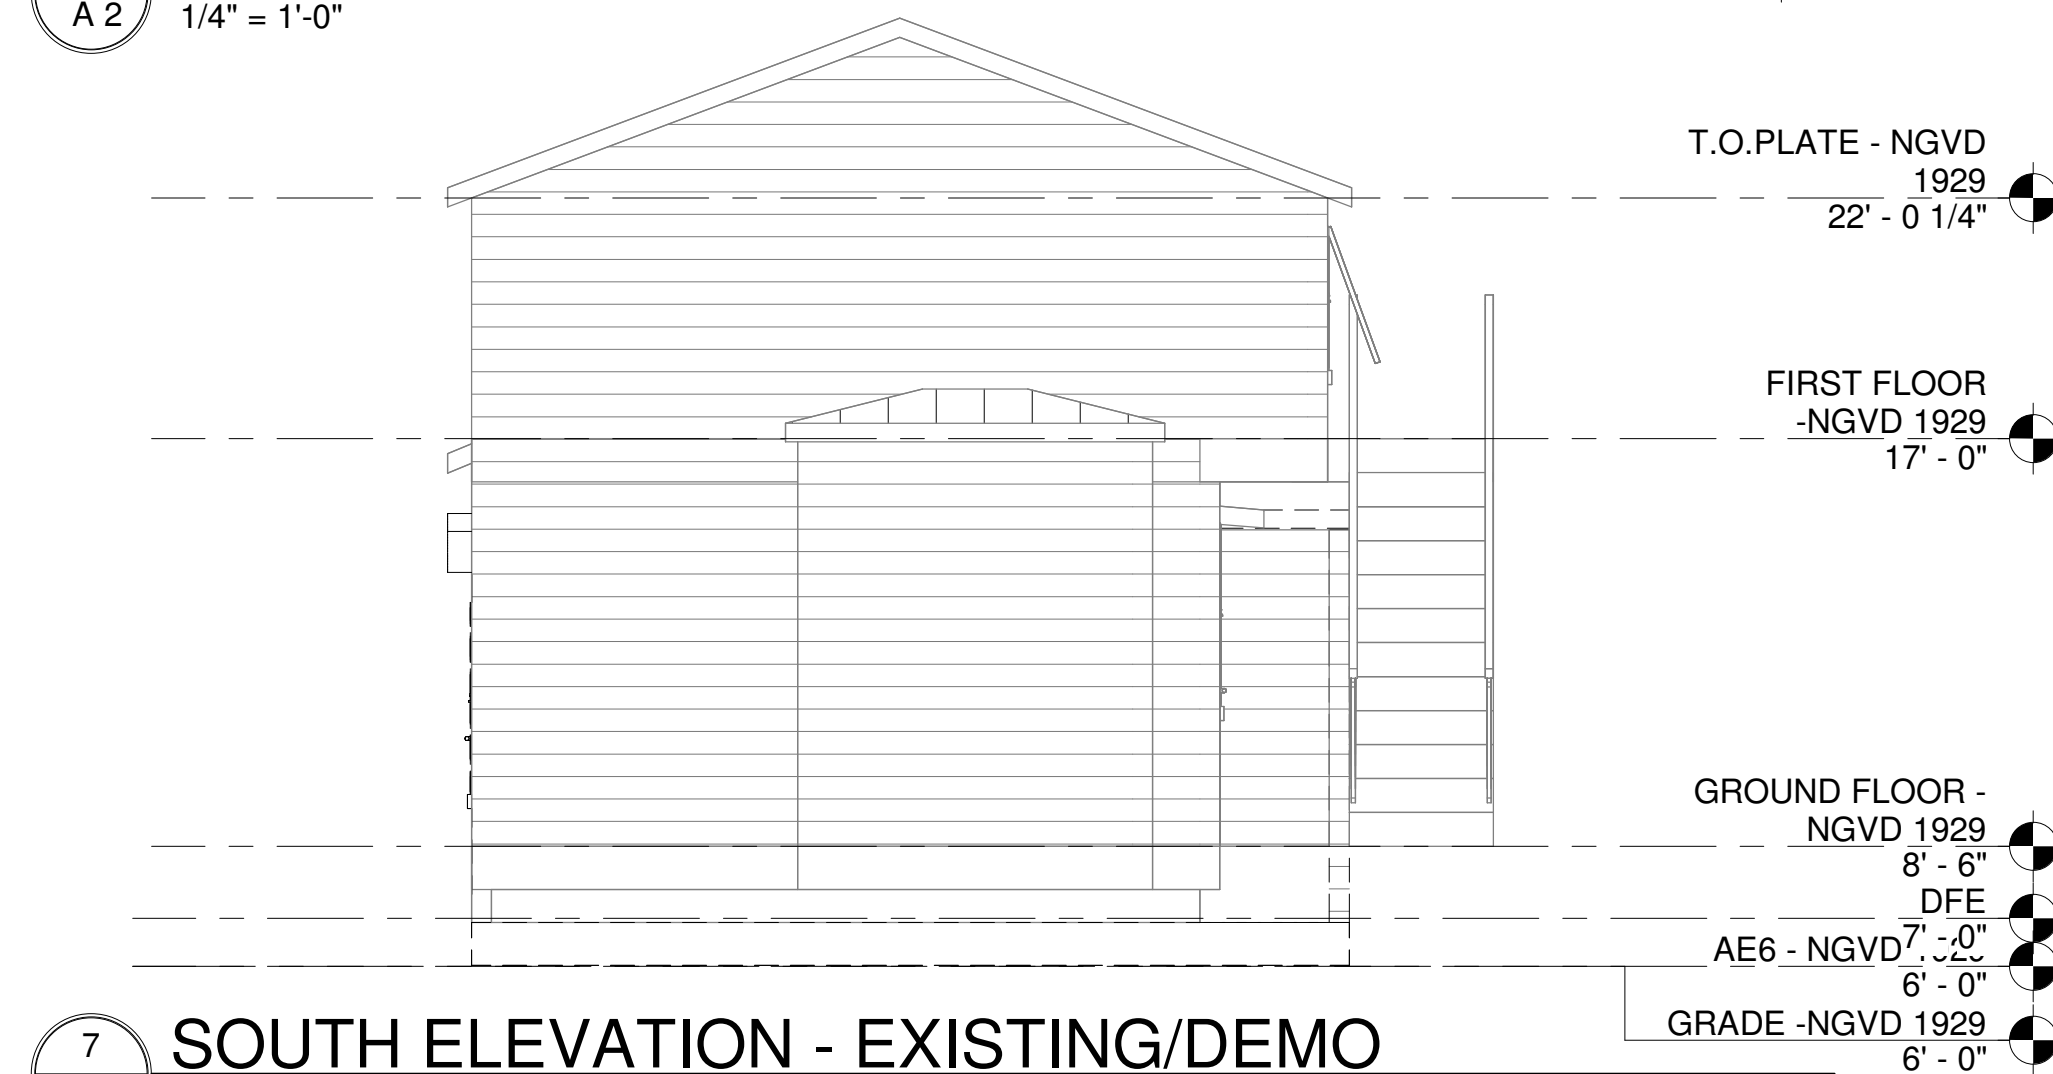 A 2
1/4" = 1'-0"
T.O.PLATE - NGVD
1929
22' - 0 1/4"
FIRST FLOOR
-NGVD 1929
17' - 0"
GROUND FLOOR -
NGVD 1929
8' - 6"
DFE
7' - 0"
AE6 - NGVD
6' - 0"
GRADE -NGVD 1929
6' - 0"
7
SOUTH ELEVATION - EXISTING/DEMO